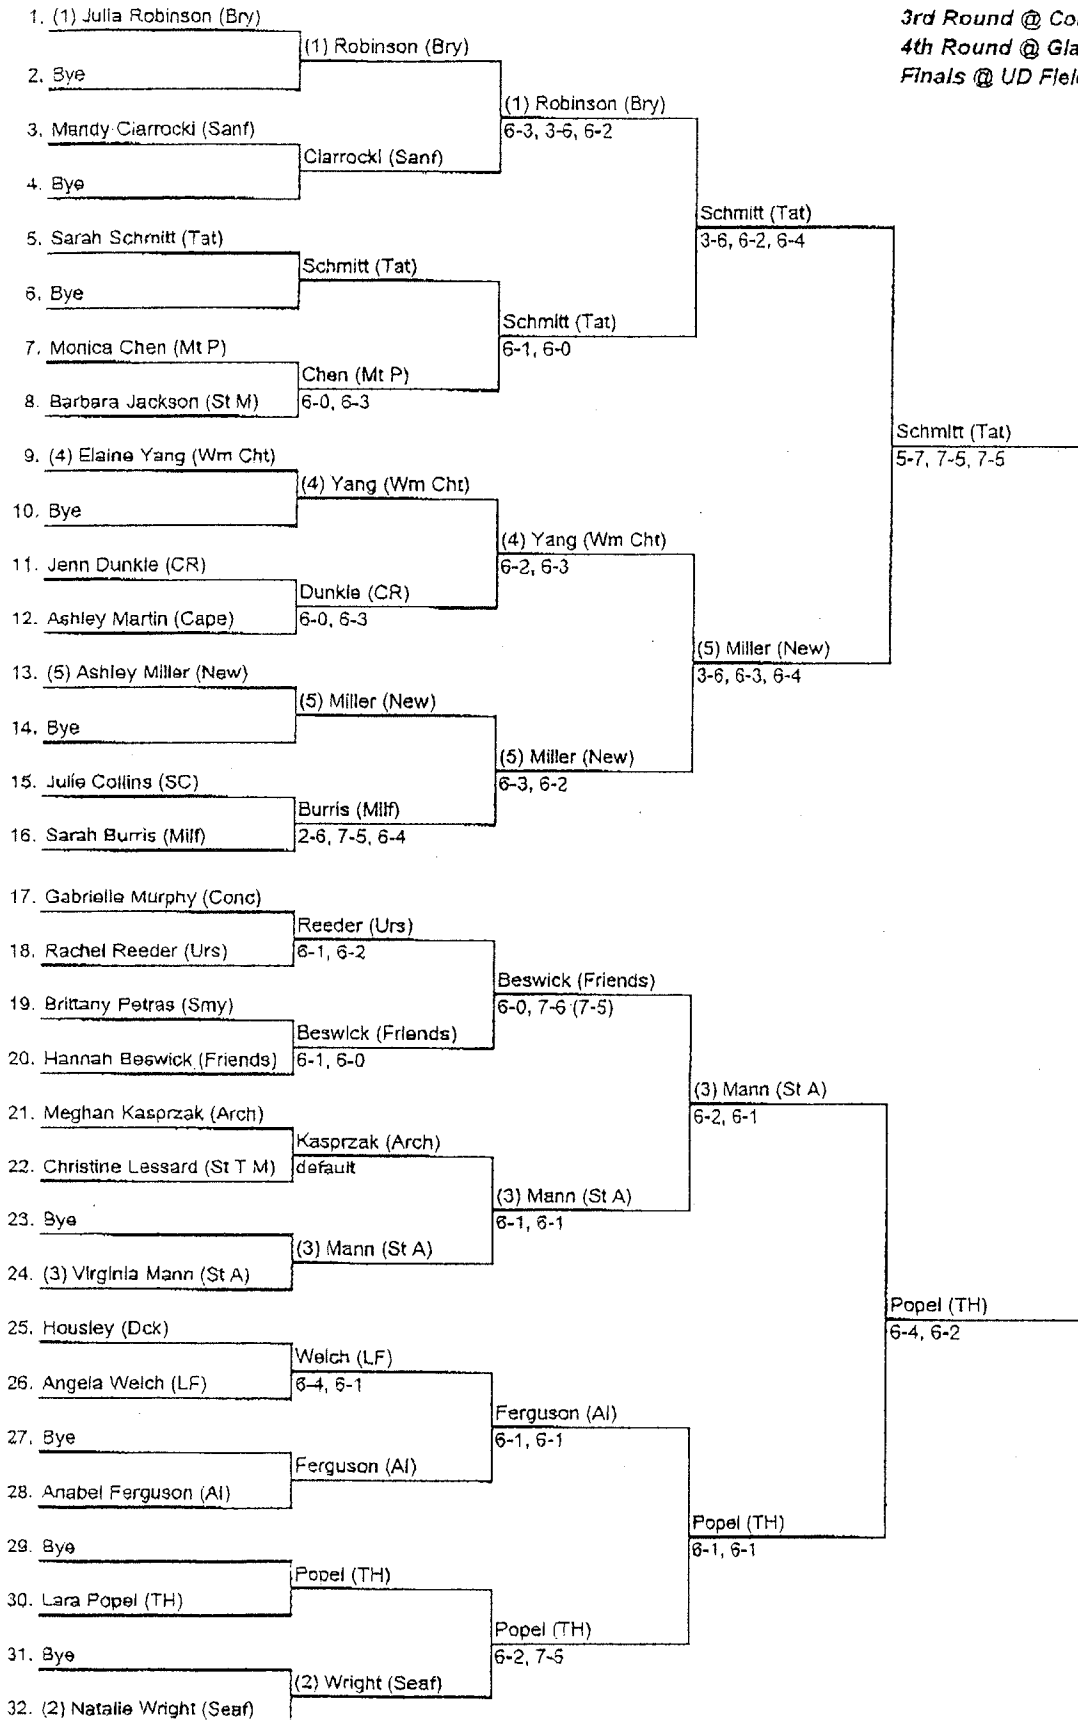 1. (1) Julia Robinson (Bry)
2. Bye
3. Mandy Ciarrocki (Sanf)
4. Bye
5. Sarah Schmitt (Tat)
6. Bye
7. Monica Chen (Mt P)
8. Barbara Jackson (St M)
9. (4) Elaine Yang (Wm Cht)
10. Bye
11. Jenn Dunkle (CR)
12. Ashley Martin (Cape)
13. (5) Ashley Miller (New)
14. Bye
15. Julie Collins (SC)
16. Sarah Burris (Milf)
17. Gabrielle Murphy (Conc)
18. Rachel Reeder (Urs)
19. Brittany Petras (Smy)
20. Hannah Beswick (Friends)
21. Meghan Kasprzak (Arch)
22. Christine Lessard (St T M)
23. Bye
24. (3) Virginia Mann (St A)
25. Housley (Dck)
26. Angela Welch (LF)
27. Bye
28. Anabel Ferguson (AI)
29. Bye
30. Lara Popel (TH)
31. Bye
32. (2) Natalie Wright (Seaf)
(1) Robinson (Bry)
Ciarrocki (Sanf)
Schmitt (Tat)
Chen (Mt P)
6-0, 6-3
(4) Yang (Wm Cht)
Dunkle (CR)
6-0, 6-3
(5) Miller (New)
Burris (Milf)
2-6, 7-5, 6-4
Reeder (Urs)
6-1, 6-2
Beswick (Friends)
6-1, 6-0
Kasprzak (Arch)
default
(3) Mann (St A)
Welch (LF)
6-4, 6-1
Ferguson (AI)
Popel (TH)
(2) Wright (Seaf)
(1) Robinson (Bry)
6-3, 3-6, 6-2
Schmitt (Tat)
6-1, 6-0
(4) Yang (Wm Cht)
6-2, 6-3
(5) Miller (New)
6-3, 6-2
Beswick (Friends)
6-0, 7-6 (7-5)
(3) Mann (St A)
6-1, 6-1
Ferguson (AI)
6-1, 6-1
Popel (TH)
6-2,
Schmitt (Tat)
3-6, 6-2, 6-4
(5) Miller (New)
3-6, 6-3, 6-4
(3) Mann (St A)
6-2, 6-1
Popel (TH)
6-1, 6-1
Schmitt (Tat)
5-7, 7-5, 7-5
Popel (TH)
6-4, 6-2
3rd Round @ Co
4th Round @ Gla
Finals @ UD Fiel